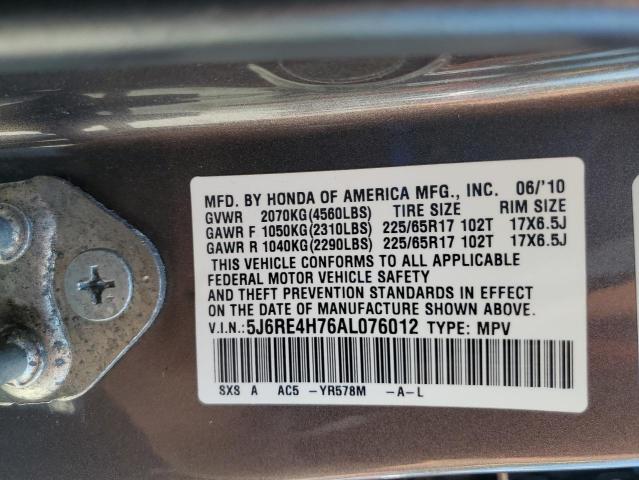 MFD. BY HONDA OF AMERICA MFG., INC. 06/'10
GVWR 2070KG(4560LBS) TIRE SIZE RIM SIZE
GAWR F 1050KG(2310LBS) 225/65R17 102T 17X6.5J
GAWR R 1040KG(2290LBS) 225/65R17 102T 17X6.5J
THIS VEHICLE CONFORMS TO ALL APPLICABLE
FEDERAL MOTOR VEHICLE SAFETY
AND THEFT PREVENTION STANDARDS IN EFFECT
ON THE DATE OF MANUFACTURE SHOWN ABOVE.
V.I.N.:5J6RE4H76AL076012 TYPE: MPV
SXS A AC5 -YR578M -A-L